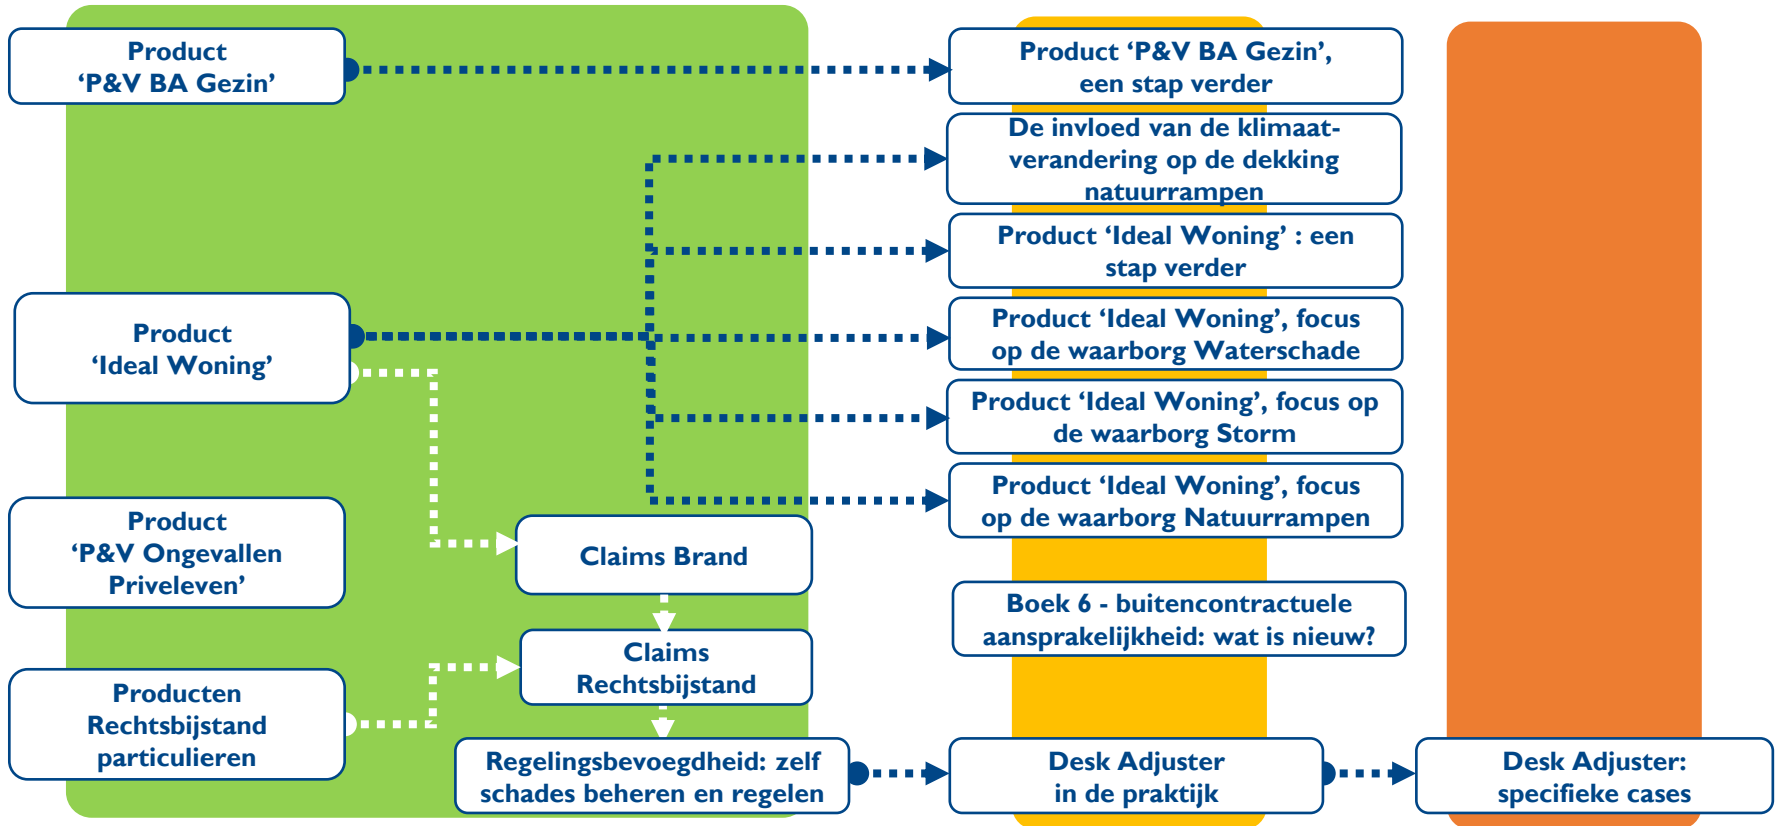 Product
‘P&V BA Gezin’
Product
‘Ideal Woning’
Product
‘P&V Ongevallen
Priveleven’
Producten
Rechtsbijstand
particulieren
Claims Brand
Claims
Rechtsbijstand
Regelingsbevoegdheid: zelf
schades beheren en regelen
Product ‘P&V BA Gezin’,
een stap verder
De invloed van de klimaat-
verandering op de dekking
natuurrampen
Product ‘Ideal Woning’ : een
stap verder
Product ‘Ideal Woning’, focus
op de waarborg Waterschade
Product ‘Ideal Woning’, focus op
de waarborg Storm
Product ‘Ideal Woning’, focus
op de waarborg Natuurrampen
Boek 6 - buitencontractuele
aansprakelijkheid: wat is nieuw?
Desk Adjuster
in de praktijk
Desk Adjuster:
specifieke cases